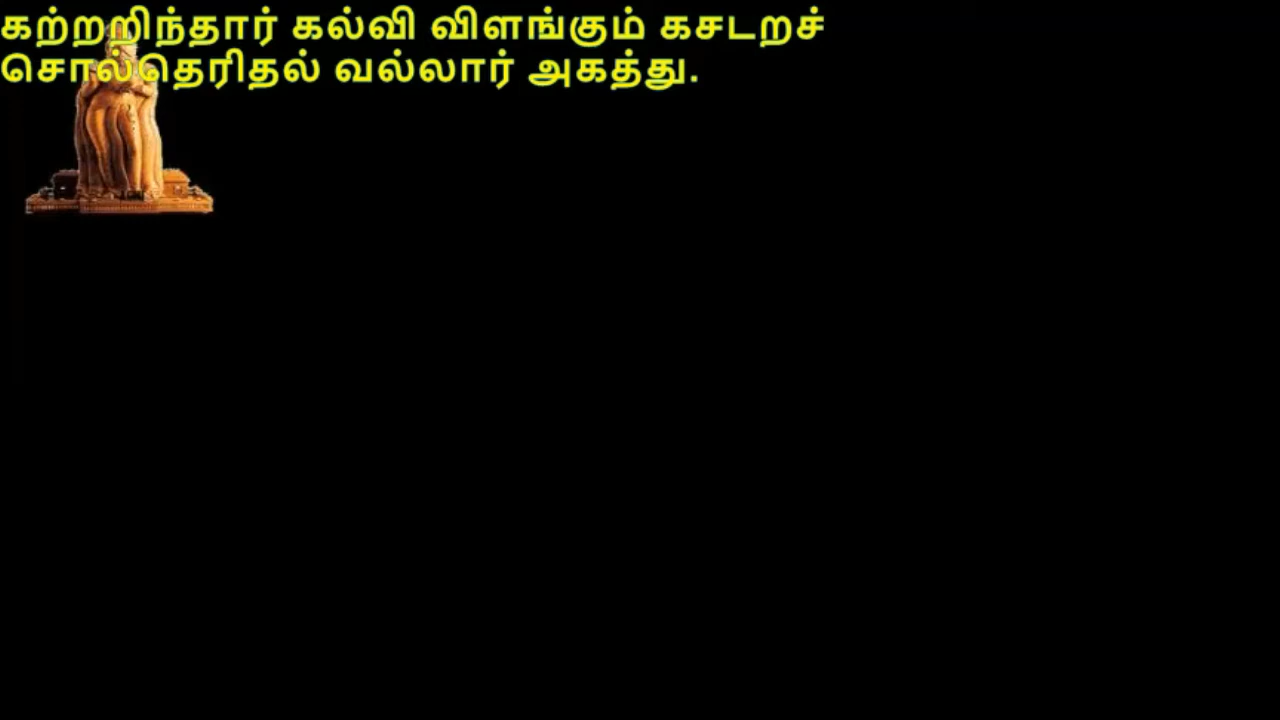 கற்றறிந்தார் கல்வி விளங்கும் கசடறச்
சொல்தெரிதல் வல்லார் அகத்து.